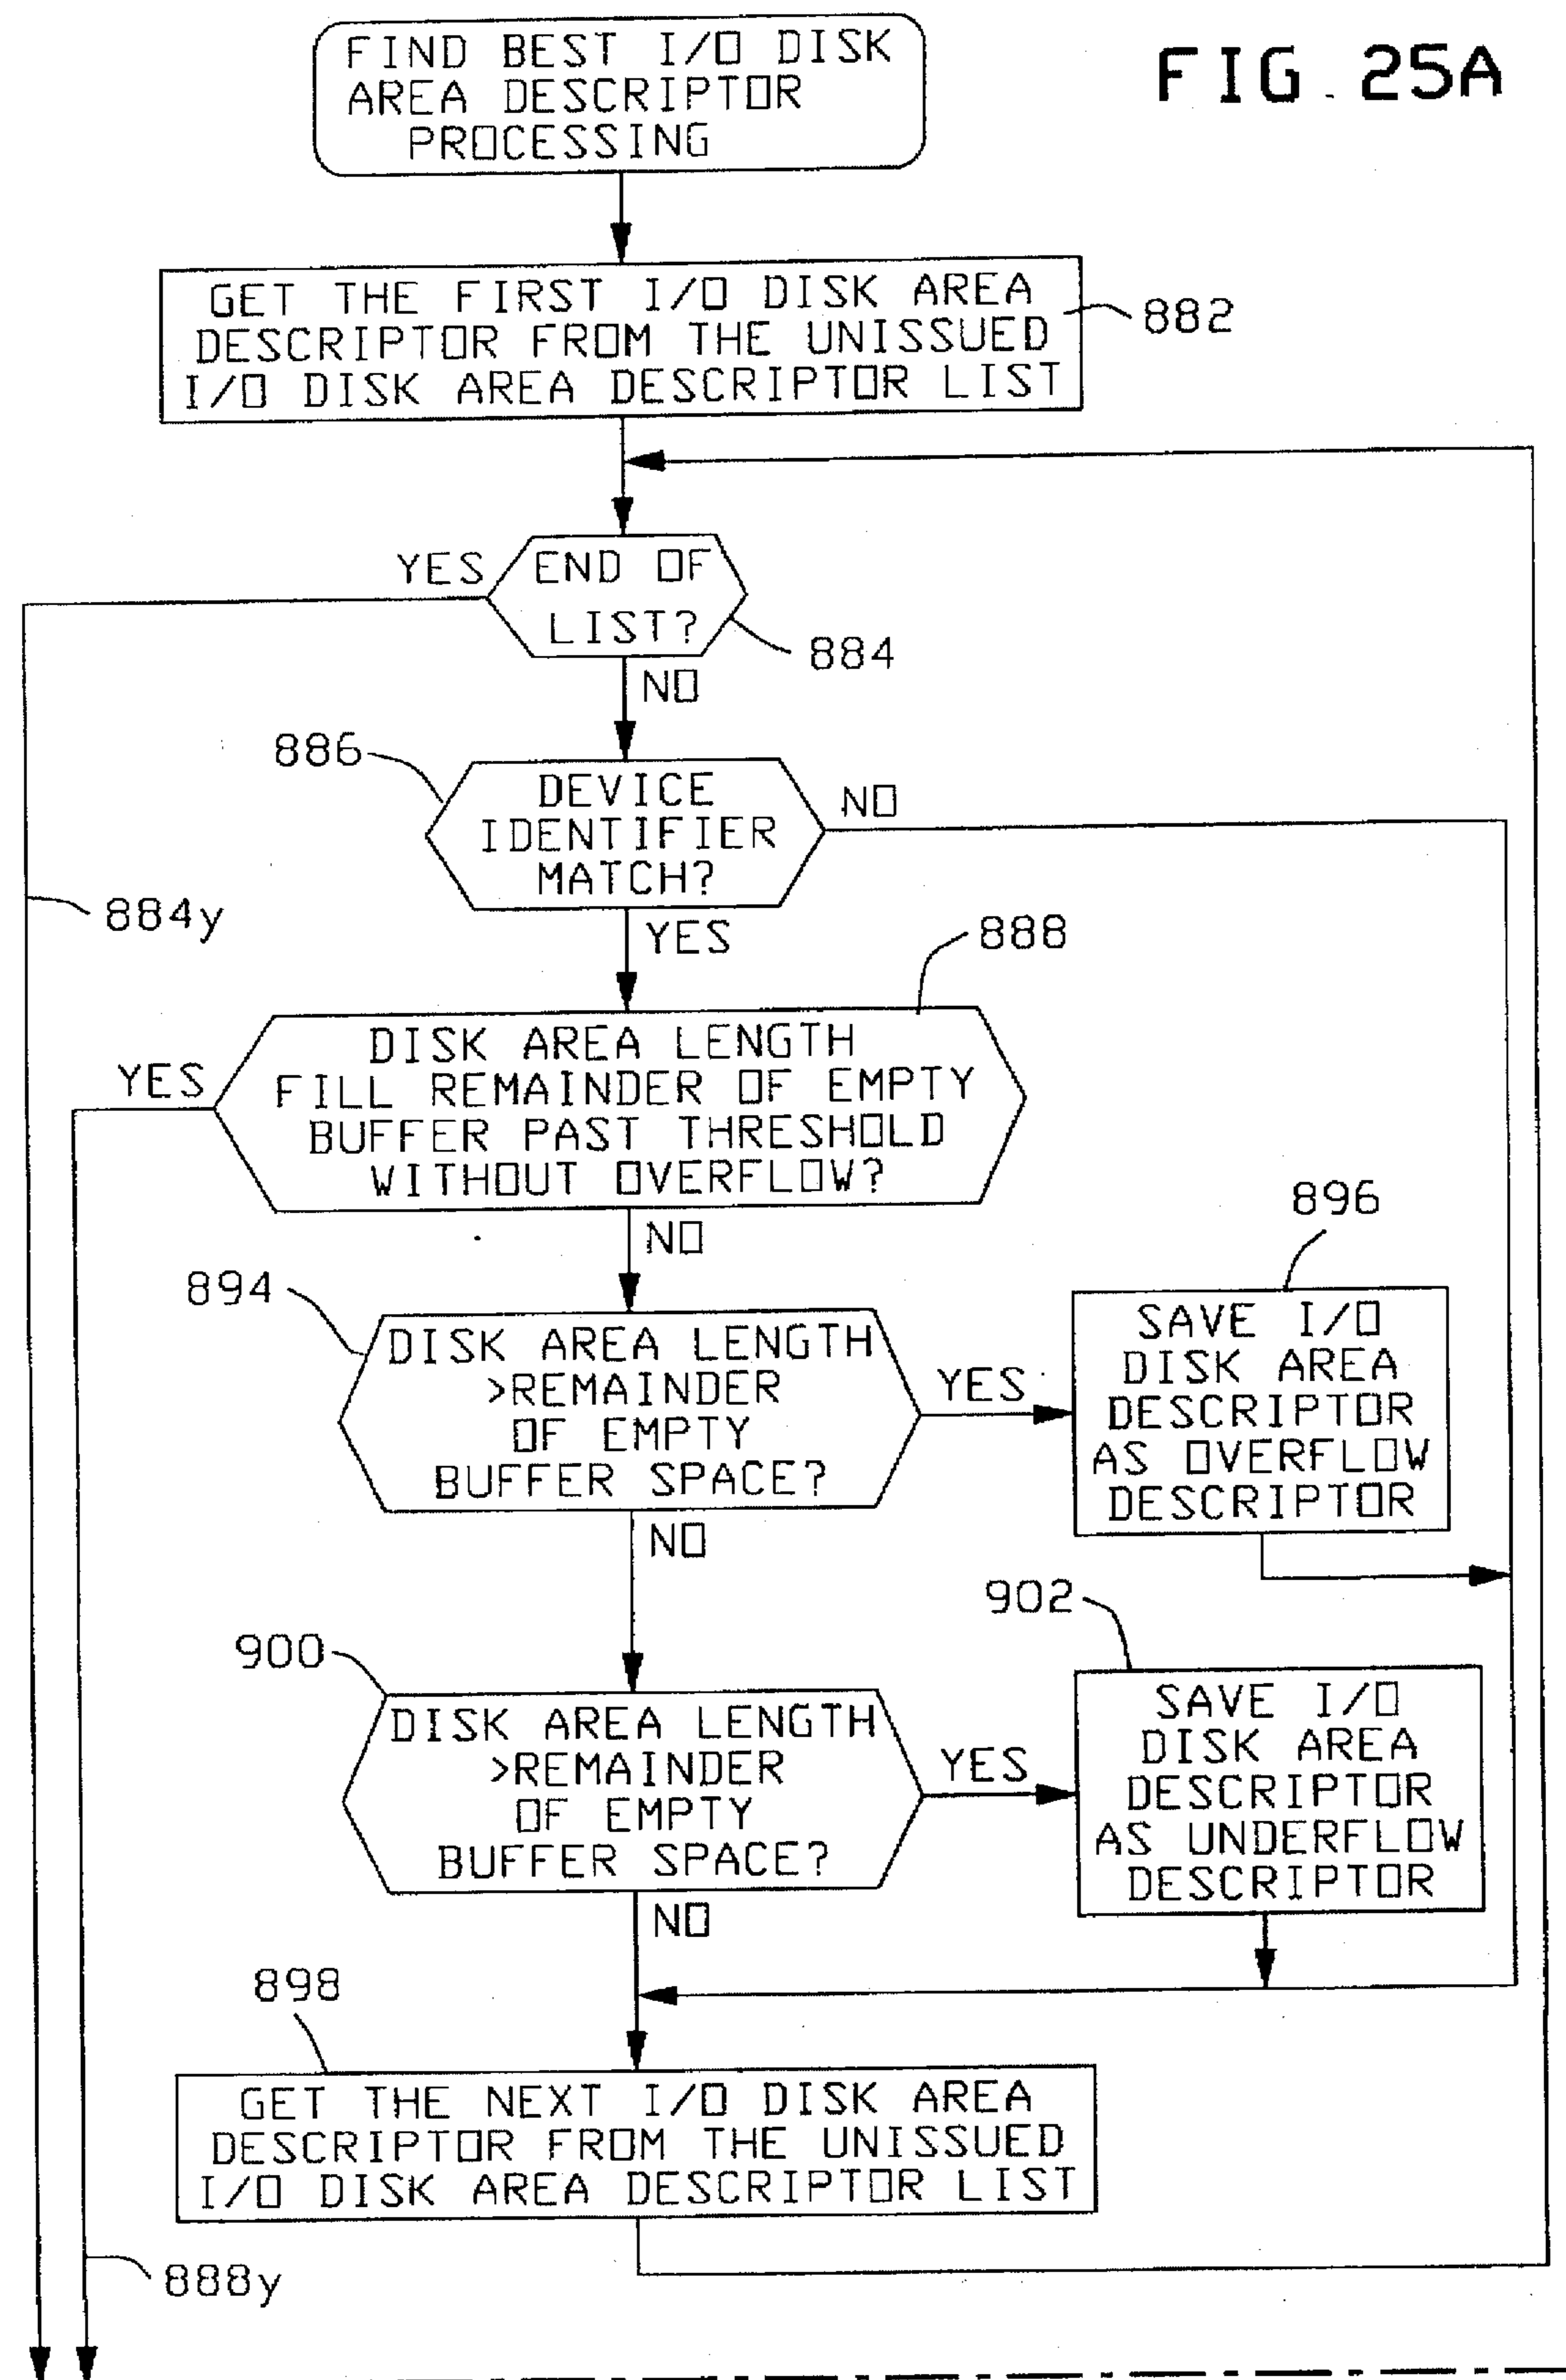 FIND BEST I/O DISK
AREA DESCRIPTOR
PROCESSING
FIG. 25A
GET THE FIRST I/O DISK AREA
DESCRIPTOR FROM THE UNISSUED
I/O DISK AREA DESCRIPTOR LIST
882
YES
END OF
LIST?
884
NO
886
DEVICE
IDENTIFIER
MATCH?
NO
884y
YES
888
DISK AREA LENGTH
FILL REMAINDER OF EMPTY
BUFFER PAST THRESHOLD
WITHOUT OVERFLOW?
YES
NO
894
DISK AREA LENGTH
>REMAINDER
OF EMPTY
BUFFER SPACE?
YES
896
SAVE I/O
DISK AREA
DESCRIPTOR
AS OVERFLOW
DESCRIPTOR
NO
900
DISK AREA LENGTH
>REMAINDER
OF EMPTY
BUFFER SPACE?
YES
902
SAVE I/O
DISK AREA
DESCRIPTOR
AS UNDERFLOW
DESCRIPTOR
NO
898
GET THE NEXT I/O DISK AREA
DESCRIPTOR FROM THE UNISSUED
I/O DISK AREA DESCRIPTOR LIST
888y